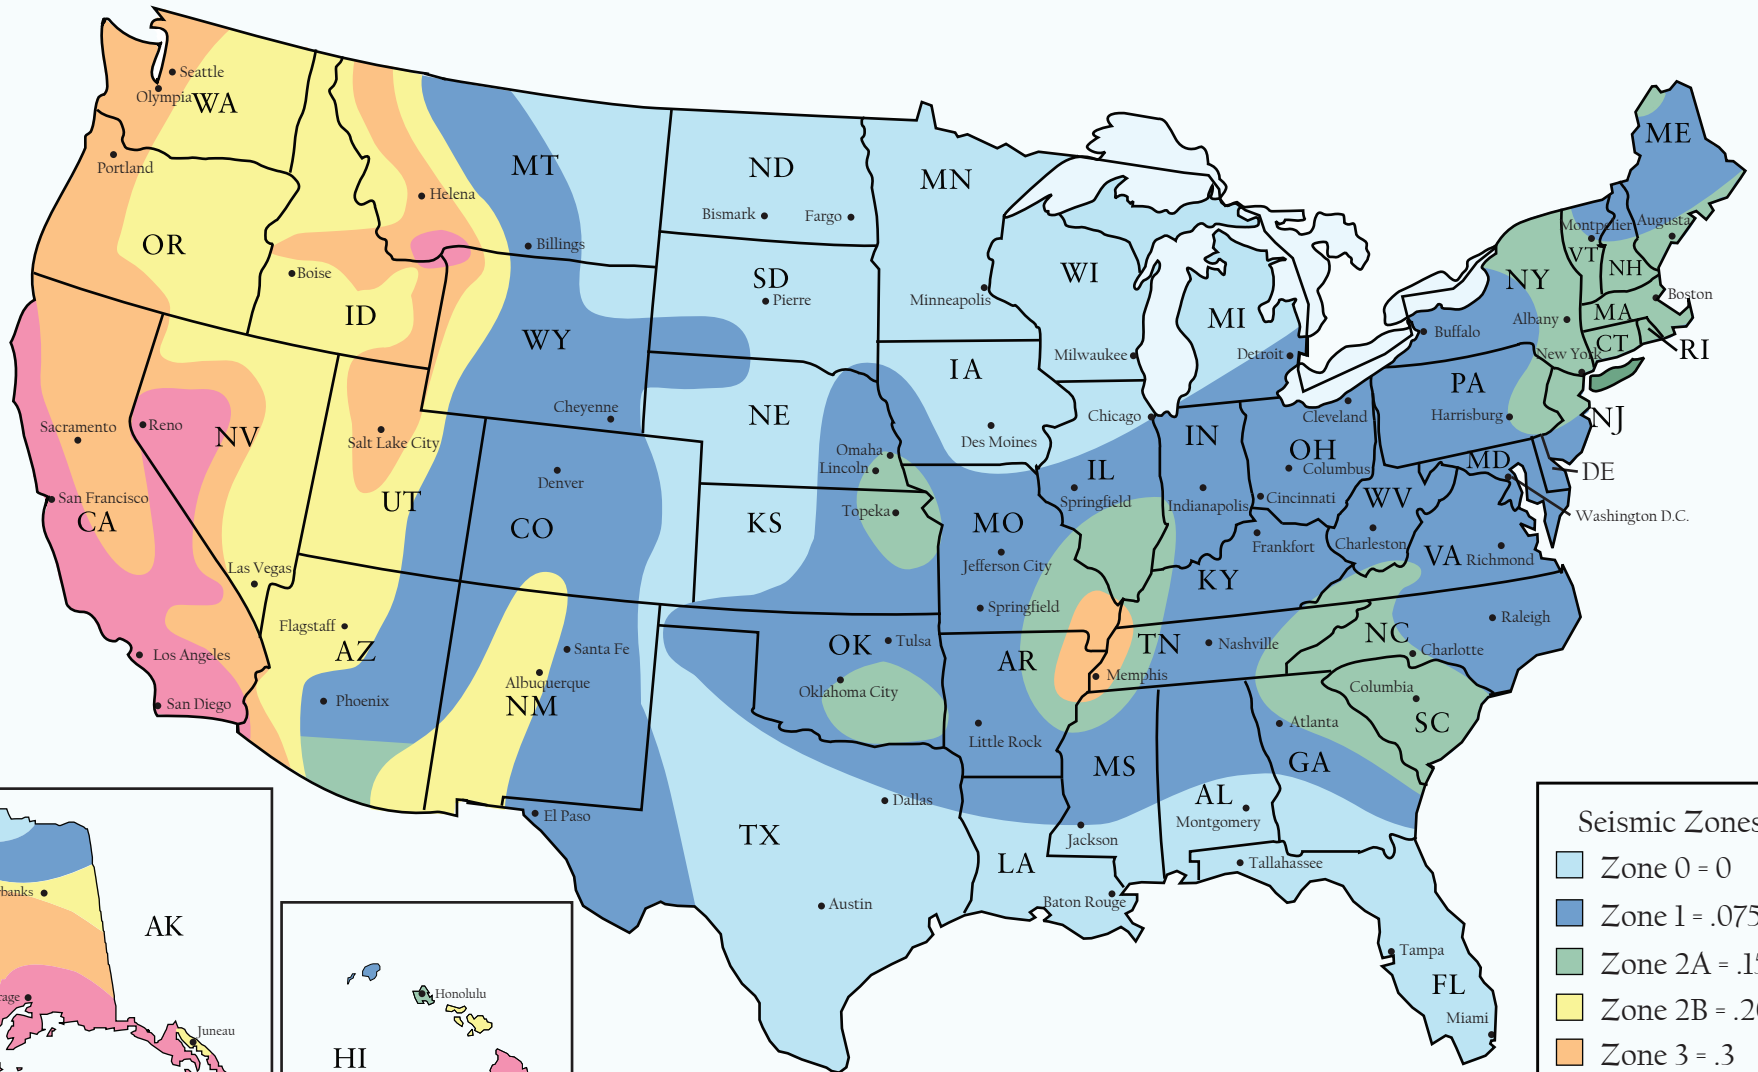 Seattle
Olympia
WA
Portland
OR
Helena
MT
Billings
Boise
ID
ND
Bismark
Fargo
MN
SD
Pierre
Minneapolis
WI
MI
Milwaukee
Detroit
ME
Montpelier
Augusta
VT
NH
NY
Boston
Albany
MA
Buffalo
CT
New York
RI
WY
Cheyenne
Sacramento
Reno
NV
Salt Lake City
UT
San Francisco
CA
Las Vegas
Los Angeles
San Diego
Denver
CO
NE
Omaha
Lincoln
IA
Des Moines
Chicago
IL
Springfield
IN
Indianapolis
OH
Cleveland
Columbus
Cincinnati
PA
Harrisburg
NJ
MD
DE
Washington D.C.
WV
Charleston
VA
Richmond
Frankfort
KY
KS
Topeka
MO
Jefferson City
Springfield
Flagstaff
AZ
Phoenix
Santa Fe
Albuquerque
NM
OK
Tulsa
Oklahoma City
AR
Little Rock
TN
Nashville
Memphis
NC
Raleigh
Charlotte
Columbia
SC
Atlanta
GA
MS
Jackson
AL
Montgomery
El Paso
TX
Dallas
Austin
LA
Baton Rouge
Tallahassee
Tampa
FL
Miami
banks
AK
rage
Juneau
Honolulu
HI
Seismic Zones
Zone 0 = 0
Zone 1 = .075
Zone 2A = .15
Zone 2B = .20
Zone 3 = .3